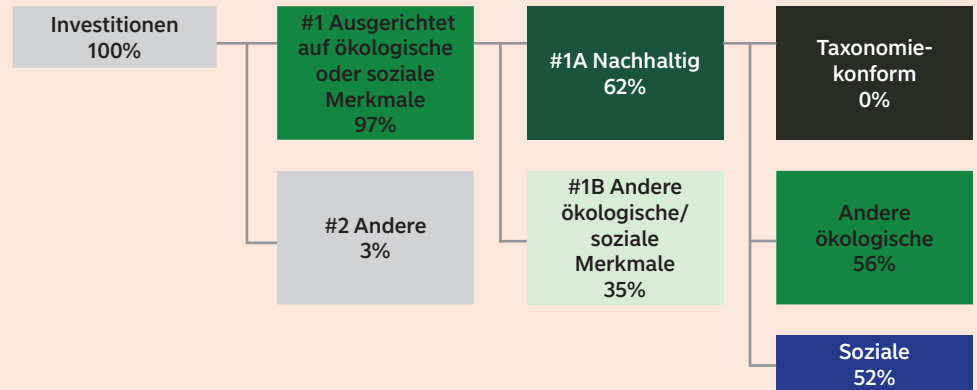 Investitionen
100%
#1 Ausgerichtet
auf ökologische
oder soziale
Merkmale
97%
#1A Nachhaltig
62%
Taxonomie-
konform
0%
#2 Andere
3%
#1B Andere
ökologische/
soziale
Merkmale
35%
Andere
ökologische
56%
Soziale
52%